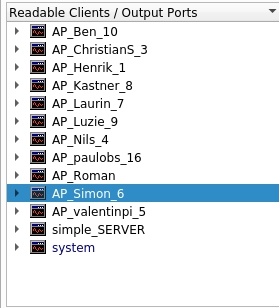 Readable Clients / Output Ports
AP_Ben_10
AP_ChristianS_3
AP_Henrik_1
AP_Kastner_8
AP_Laurin_7
AP_Luzie_9
AP_Nils_4
AP_paulobs_16
AP_Roman
AP_Simon_6
AP_valentinpi_5
simple_SERVER
system